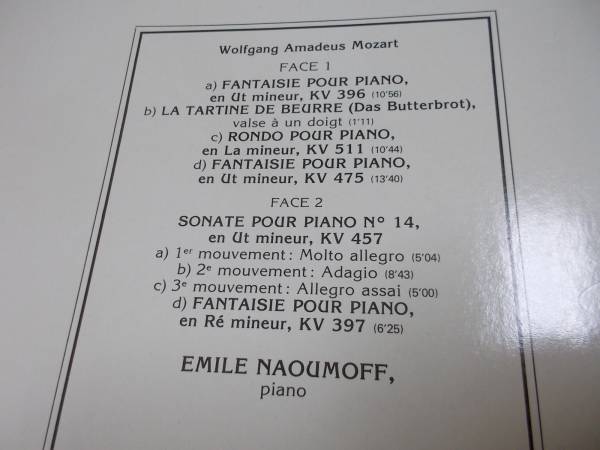 Wolfgang Amadeus Mozart
FACE 1
a) FANTAISIE POUR PIANO,
en Ut mineur, KV 396 (10'56)
b) LA TARTINE DE BEURRE (Das Butterbrot),
valse à un doigt (1'11)
c) RONDO POUR PIANO,
en La mineur, KV 511 (10'44)
d) FANTAISIE POUR PIANO,
en Ut mineur, KV 475 (13'40)
FACE 2
SONATE POUR PIANO N° 14,
en Ut mineur, KV 457
a) 1er mouvement : Molto allegro (5'04)
b) 2e mouvement : Adagio (8'43)
c) 3e mouvement : Allegro assai (5'00)
d) FANTAISIE POUR PIANO,
en Ré mineur, KV 397 (6'25)
EMILE NAOUMOFF,
piano